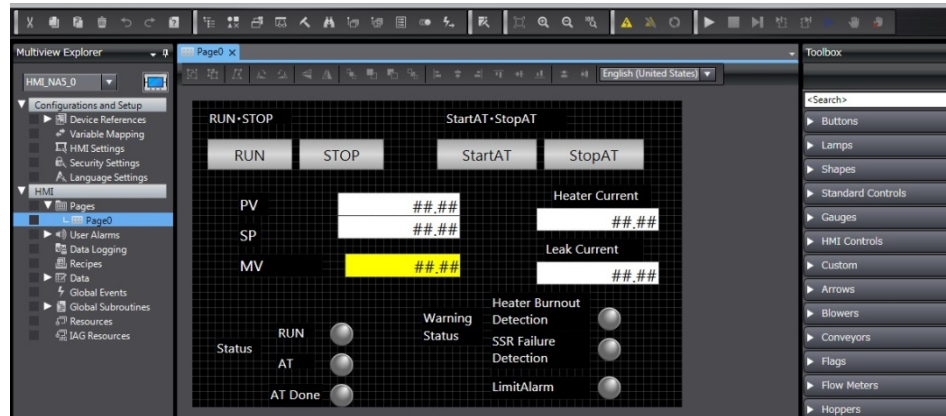 Multiview Explorer
Page0
Toolbox
HMI_NA5_0
English (United States)
<Search>
Configurations and Setup
Device References
Variable Mapping
HMI Settings
Security Settings
Language Settings
HMI
Pages
Page0
User Alarms
Data Logging
Recipes
Data
Global Events
Global Subroutines
Resources
IAG Resources
RUN・STOP
StartAT・StopAT
RUN
STOP
StartAT
StopAT
PV
##.##
Heater Current
##.##
SP
##.##
Leak Current
##.##
MV
##.##
Status
RUN
AT
AT Done
Warning
Status
Heater Burnout
Detection
SSR Failure
Detection
LimitAlarm
Buttons
Lamps
Shapes
Standard Controls
Gauges
HMI Controls
Custom
Arrows
Blowers
Conveyors
Flags
Flow Meters
Hoppers